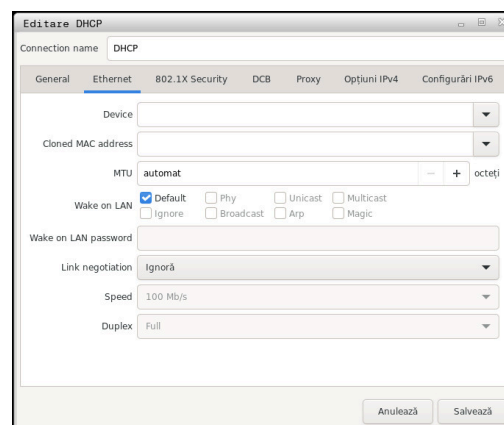 Editare DHCP
Connection name DHCP
General Ethernet 802.1X Security DCB Proxy Opțiuni IPv4 Configurări IPv6
Device
Cloned MAC address
MTU automat octeți
Wake on LAN Default Phy Unicast Multicast
Ignore Broadcast Arp Magic
Wake on LAN password
Link negotiation Ignoră
Speed 100 Mb/s
Duplex Full
Anulează Salvează